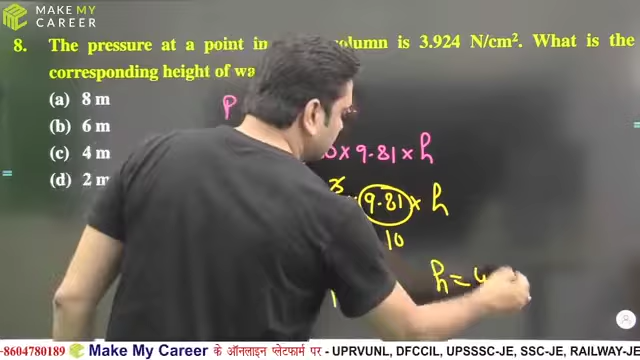 MAKE MY
CAREER
8. The pressure at a point in column is 3.924 N/cm². What is the
corresponding height of wa
(a) 8 m
(b) 6 m
(c) 4 m
(d) 2 m
P
0 × 9.81 × h
9.81 × h
10
h = 4
-8604780189 Make My Career के ऑनलाइन प्लेटफार्म पर - UPRVUNL, DFCCIL, UPSSSC-JE, SSC-JE, RAILWAY-JE